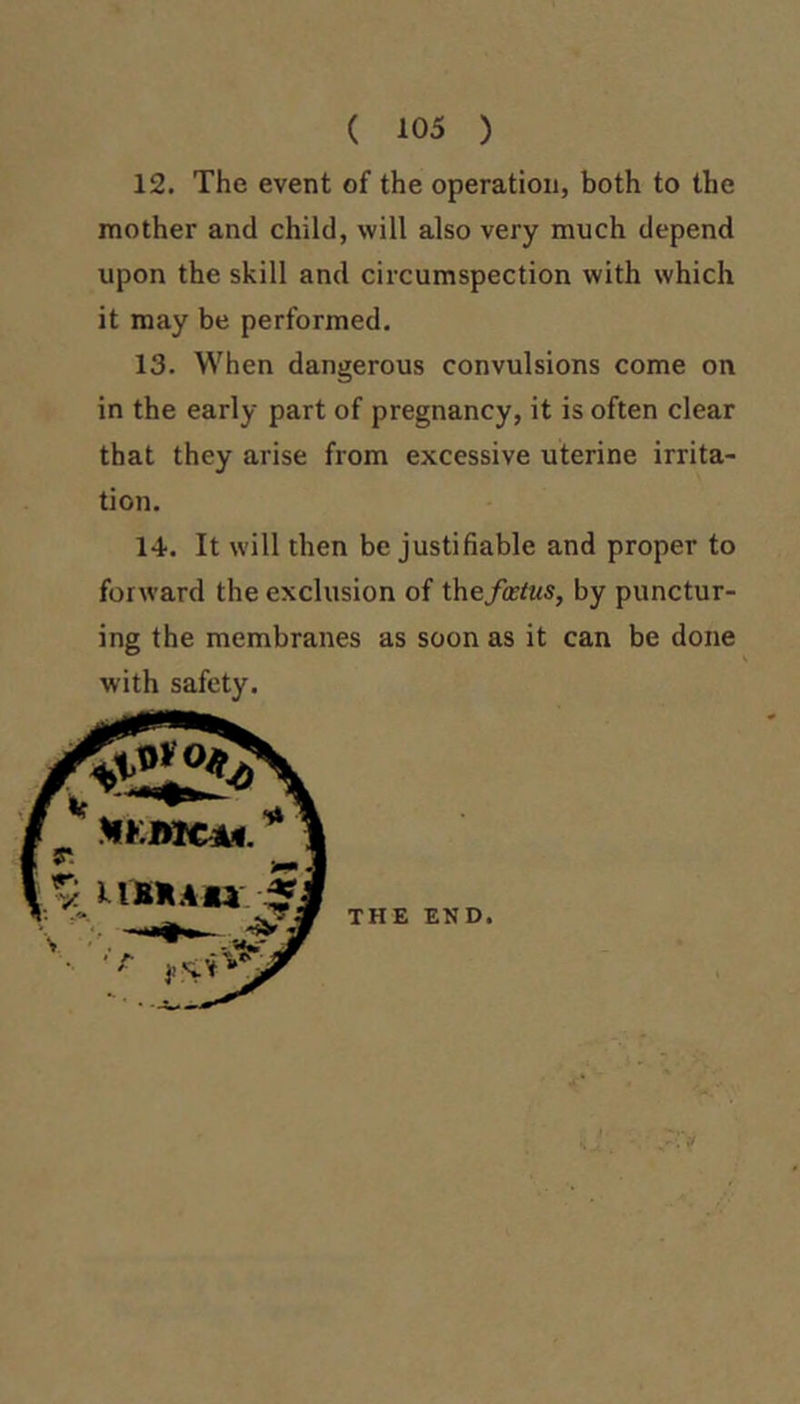 ( 105 )
12. The event of the operation, both to the
mother and child, will also very much depend
upon the skill and circumspection with which
it may be performed.
13. When dangerous convulsions come on
in the early part of pregnancy, it is often clear
that they arise from excessive uterine irrita-
tion.
14. It will then be justifiable and proper to
forward the exclusion of the fœtus, by punctur-
ing the membranes as soon as it can be done
with safety.
MEDICAL
LIBRARY
THE END.